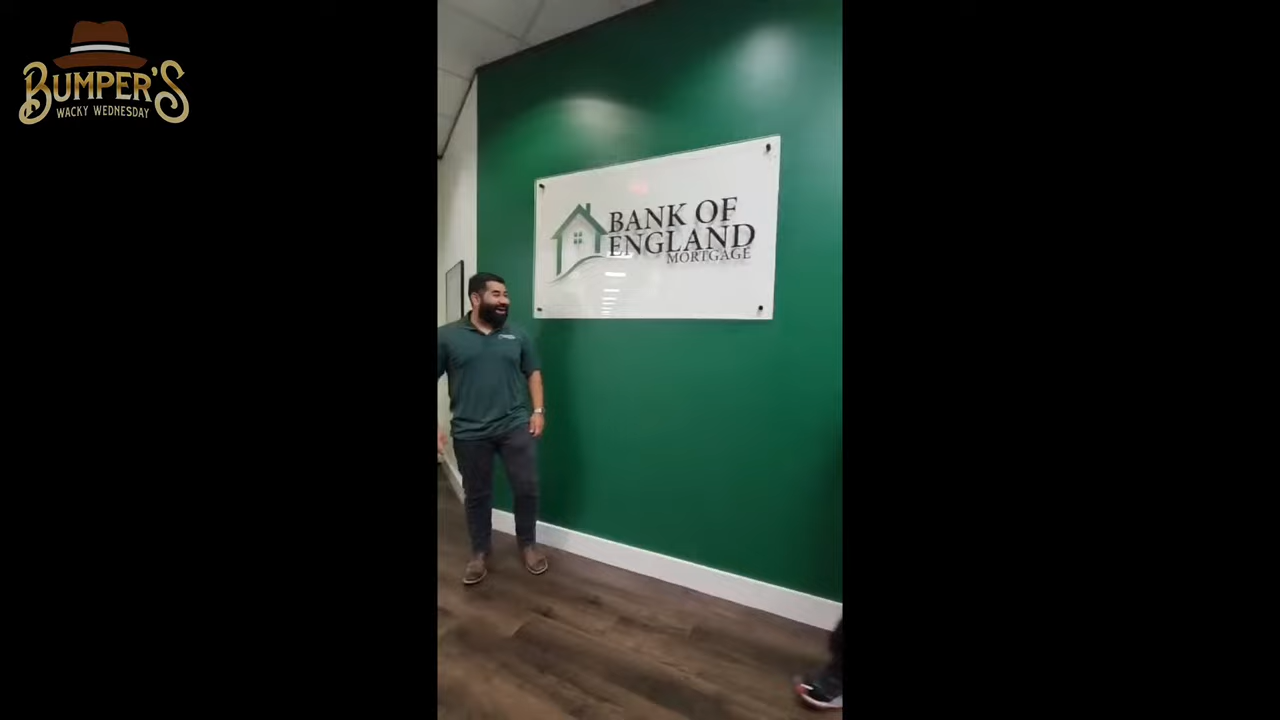 BUMPER'S
WACKY WEDNESDAY
BANK OF
ENGLAND
MORTGAGE